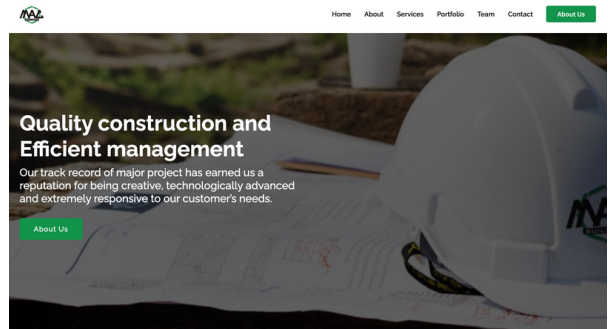 Home About Services Portfolio Team Contact About Us
Quality construction and
Efficient management
Our track record of major project has earned us a
reputation for being creative, technologically advanced
and extremely responsive to our customer's needs.
About Us